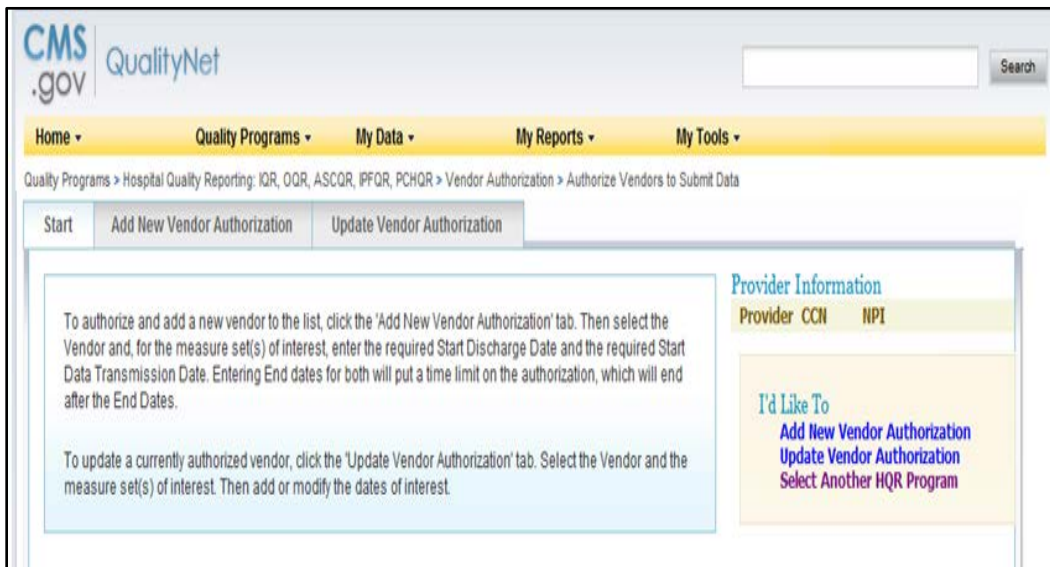 CMS
.gov
QualityNet
Search
Home
Quality Programs
My Data
My Reports
My Tools
Quality Programs > Hospital Quality Reporting: IQR, OQR, ASCQR, IPFQR, PCHQR > Vendor Authorization > Authorize Vendors to Submit Data
Start
Add New Vendor Authorization
Update Vendor Authorization
To authorize and add a new vendor to the list, click the 'Add New Vendor Authorization' tab. Then select the
Vendor and, for the measure set(s) of interest, enter the required Start Discharge Date and the required Start
Data Transmission Date. Entering End dates for both will put a time limit on the authorization, which will end
after the End Dates.
To update a currently authorized vendor, click the 'Update Vendor Authorization' tab. Select the Vendor and the
measure set(s) of interest. Then add or modify the dates of interest.
Provider Information
Provider CCN NPI
I'd Like To
Add New Vendor Authorization
Update Vendor Authorization
Select Another HQR Program